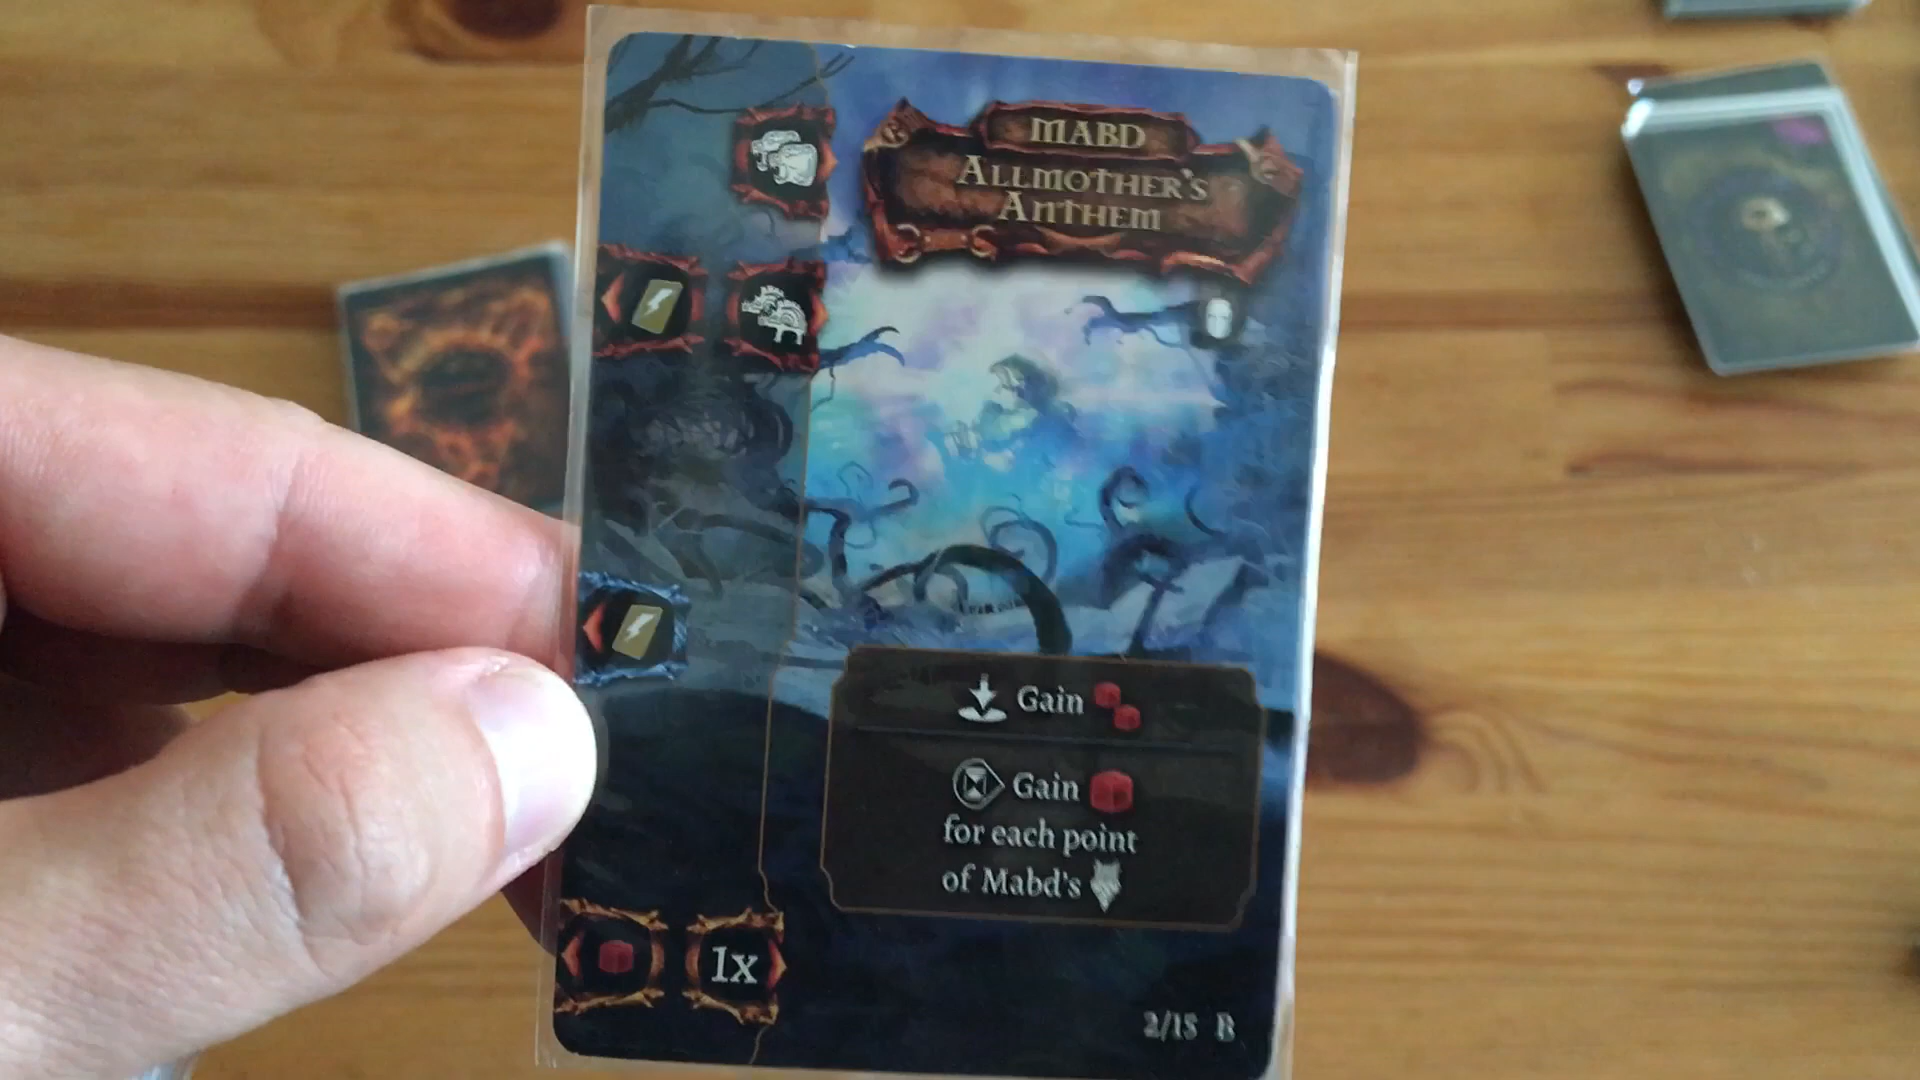 MABD
ALLMOTHER'S
ANTHEM
Gain
Gain
for each point
of Mabd's
1x
2/15 B